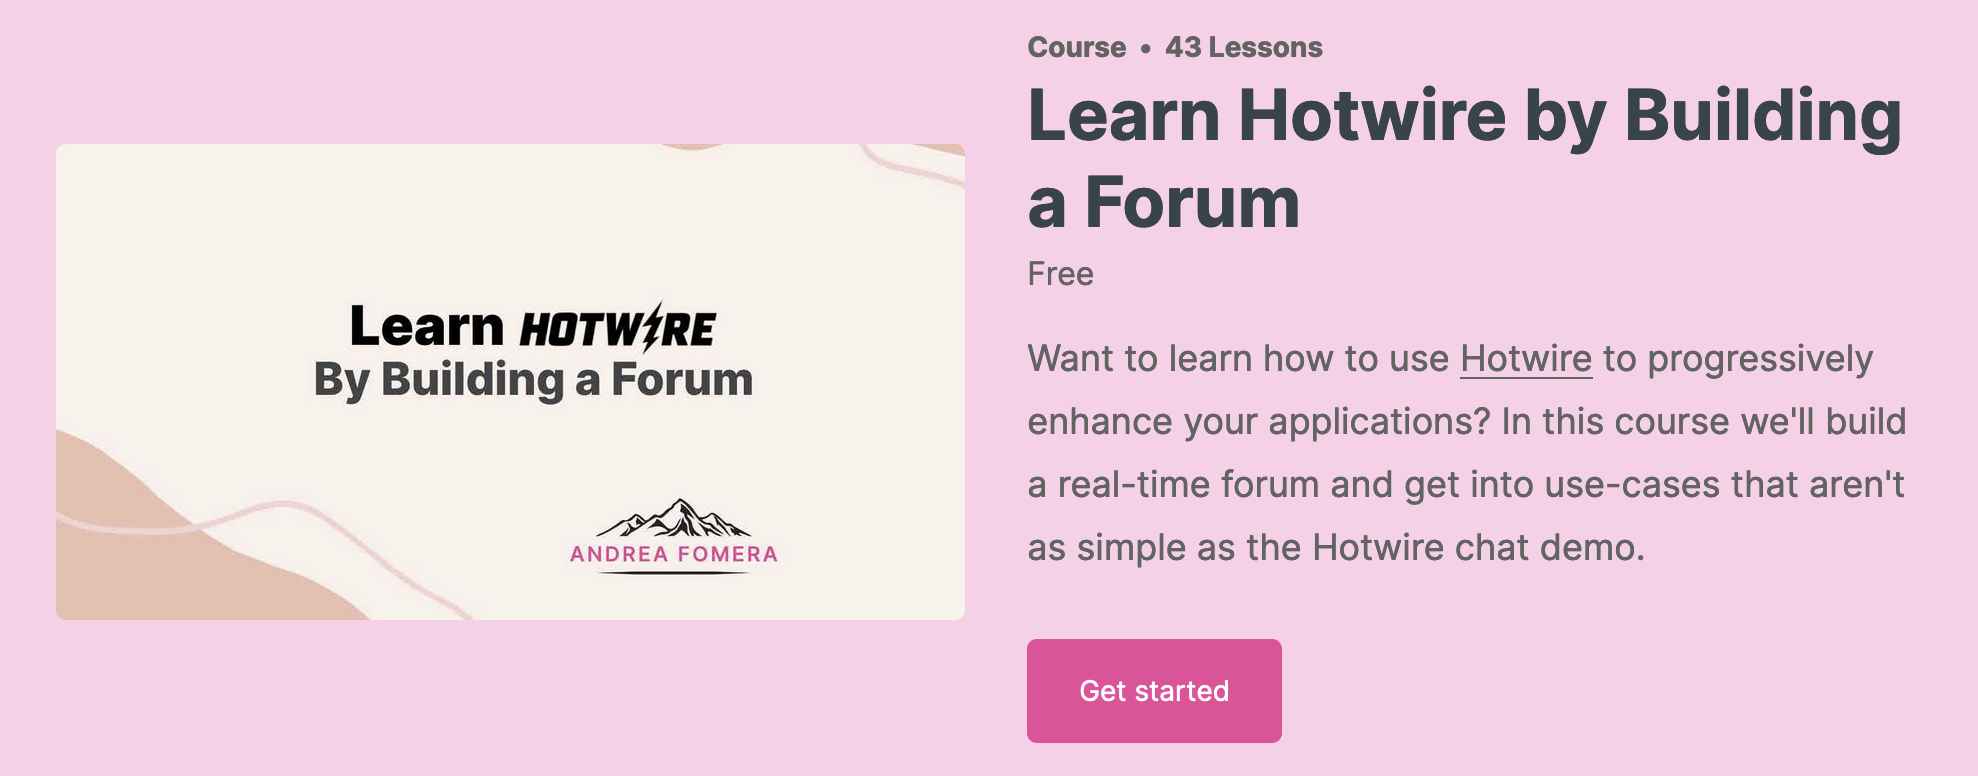 Learn HOTWIRE
By Building a Forum
ANDREA FOMERA
Course • 43 Lessons
Learn Hotwire by Building
a Forum
Free
Want to learn how to use Hotwire to progressively
enhance your applications? In this course we'll build
a real-time forum and get into use-cases that aren't
as simple as the Hotwire chat demo.
Get started